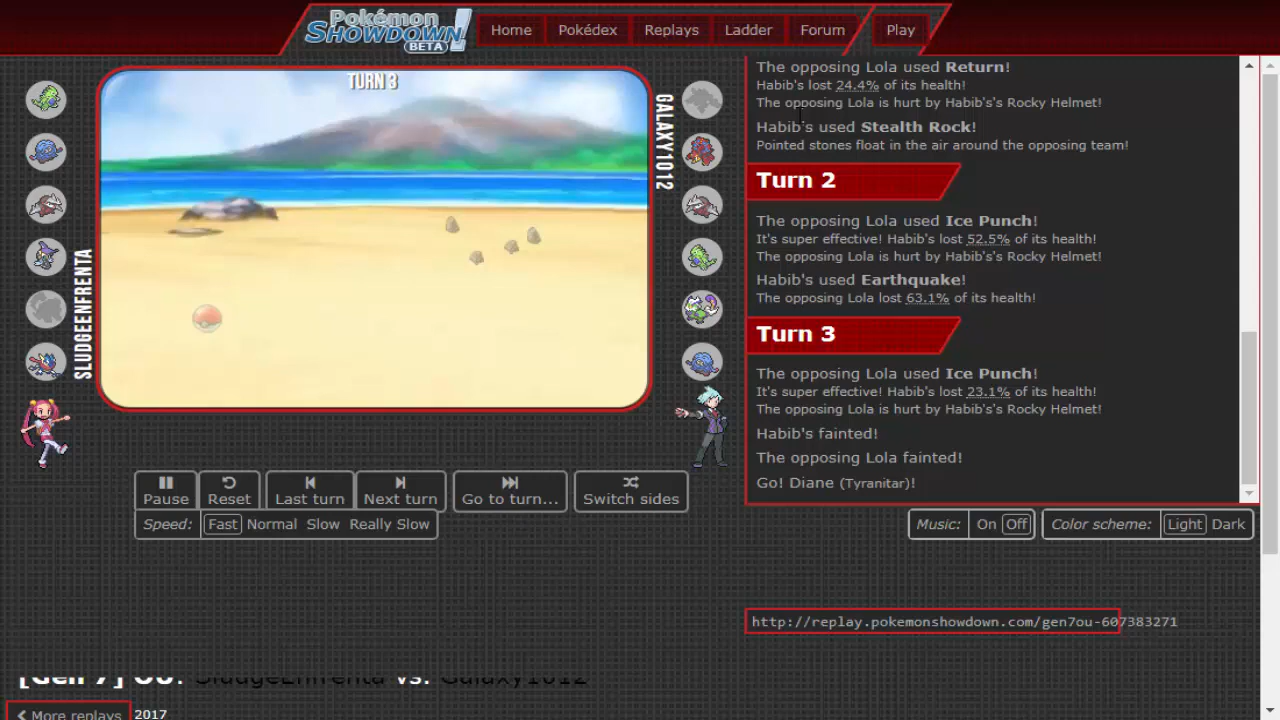 Pokémon
SHOWDOWN!
BETA
Home
Pokédex
Replays
Ladder
Forum
Play
TURN 3
SLUDGEENFRENTA
GALAXY1012
The opposing Lola used Return!
Habib's lost 24.4% of its health!
The opposing Lola is hurt by Habib's's Rocky Helmet!
Habib's used Stealth Rock!
Pointed stones float in the air around the opposing team!
Turn 2
The opposing Lola used Ice Punch!
It's super effective! Habib's lost 52.5% of its health!
The opposing Lola is hurt by Habib's's Rocky Helmet!
Habib's used Earthquake!
The opposing Lola lost 63.1% of its health!
Turn 3
The opposing Lola used Ice Punch!
It's super effective! Habib's lost 23.1% of its health!
The opposing Lola is hurt by Habib's's Rocky Helmet!
Habib's fainted!
The opposing Lola fainted!
Go! Diane (Tyranitar)!
Pause
Reset
Last turn
Next turn
Go to turn...
Switch sides
Speed: Fast Normal Slow Really Slow
Music: On Off
Color scheme: Light Dark
http://replay.pokemonshowdown.com/gen7ou-607383271
[Gen 7] OU: SludgeEnfrenta vs. Galaxy1012
More replays
2017